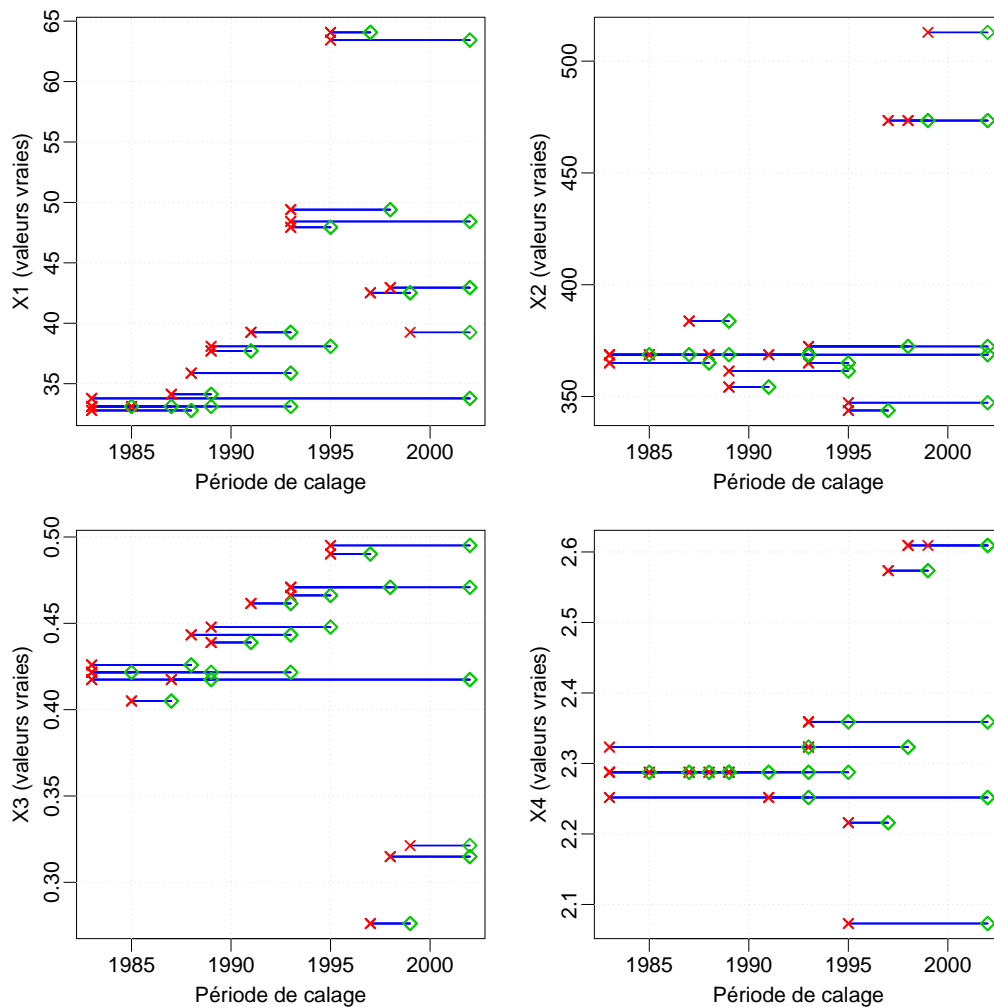 65
60
55
50
45
40
35
X1 (valeurs vraies)
1985 1990 1995 2000
Période de calage
500
450
400
350
X2 (valeurs vraies)
1985 1990 1995 2000
Période de calage
0.50
0.45
0.40
0.35
0.30
X3 (valeurs vraies)
1985 1990 1995 2000
Période de calage
2.6
2.5
2.4
2.3
2.2
2.1
X4 (valeurs vraies)
1985 1990 1995 2000
Période de calage